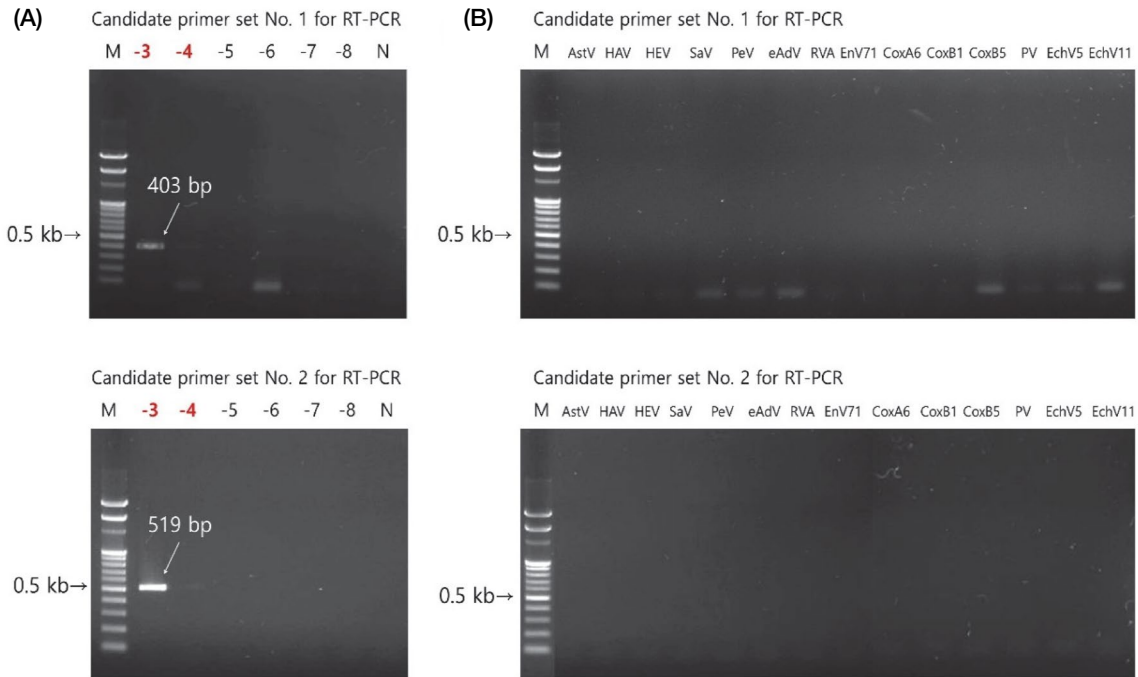 (A)
Candidate primer set No. 1 for RT-PCR
M -3 -4 -5 -6 -7 -8 N
403 bp
0.5 kb→
(B)
Candidate primer set No. 1 for RT-PCR
M AstV HAV HEV SaV PeV eAdV RVA EnV71 CoxA6 CoxB1 CoxB5 PV EchV5 EchV11
0.5 kb→
Candidate primer set No. 2 for RT-PCR
M -3 -4 -5 -6 -7 -8 N
519 bp
0.5 kb→
Candidate primer set No. 2 for RT-PCR
M AstV HAV HEV SaV PeV eAdV RVA EnV71 CoxA6 CoxB1 CoxB5 PV EchV5 EchV11
0.5 kb→